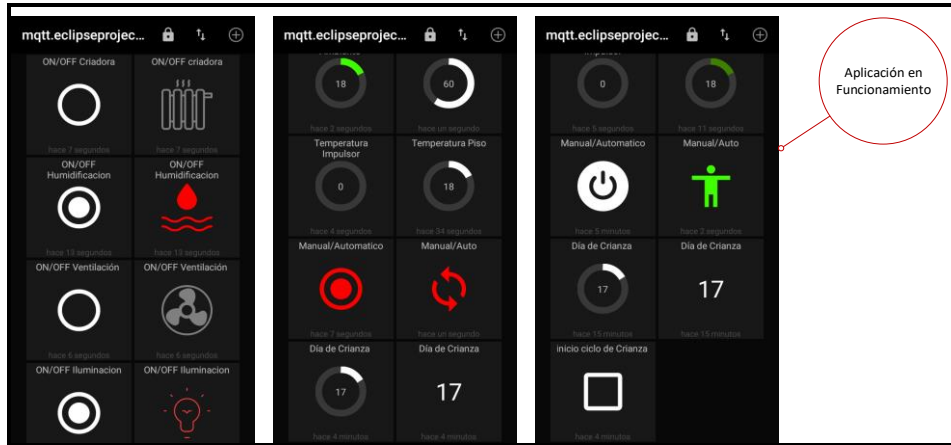 mqtt.eclipseprojec...
ON/OFF Criadora
ON/OFF criadora
hace 7 segundos
hace 7 segundos
ON/OFF
Humidificacion
ON/OFF
Humidificacion
hace 13 segundos
hace 13 segundos
ON/OFF Ventilación
ON/OFF Ventilación
hace 6 segundos
hace 6 segundos
ON/OFF Iluminacion
ON/OFF Iluminacion
mqtt.eclipseprojec...
Ambiente
18
60
hace 2 segundos
hace un segundo
Temperatura
Impulsor
Temperatura Piso
0
18
hace 4 segundos
hace 34 segundos
Manual/Automatico
Manual/Auto
hace 7 segundos
hace un segundo
Día de Crianza
Día de Crianza
17
17
hace 4 minutos
hace 4 minutos
mqtt.eclipseprojec...
Impulsor
0
18
hace 5 segundos
hace 11 segundos
Manual/Automatico
Manual/Auto
hace 5 minutos
hace 2 segundos
Día de Crianza
Día de Crianza
17
17
hace 15 minutos
hace 15 minutos
inicio ciclo de Crianza
hace 4 minutos
Aplicación en
Funcionamiento